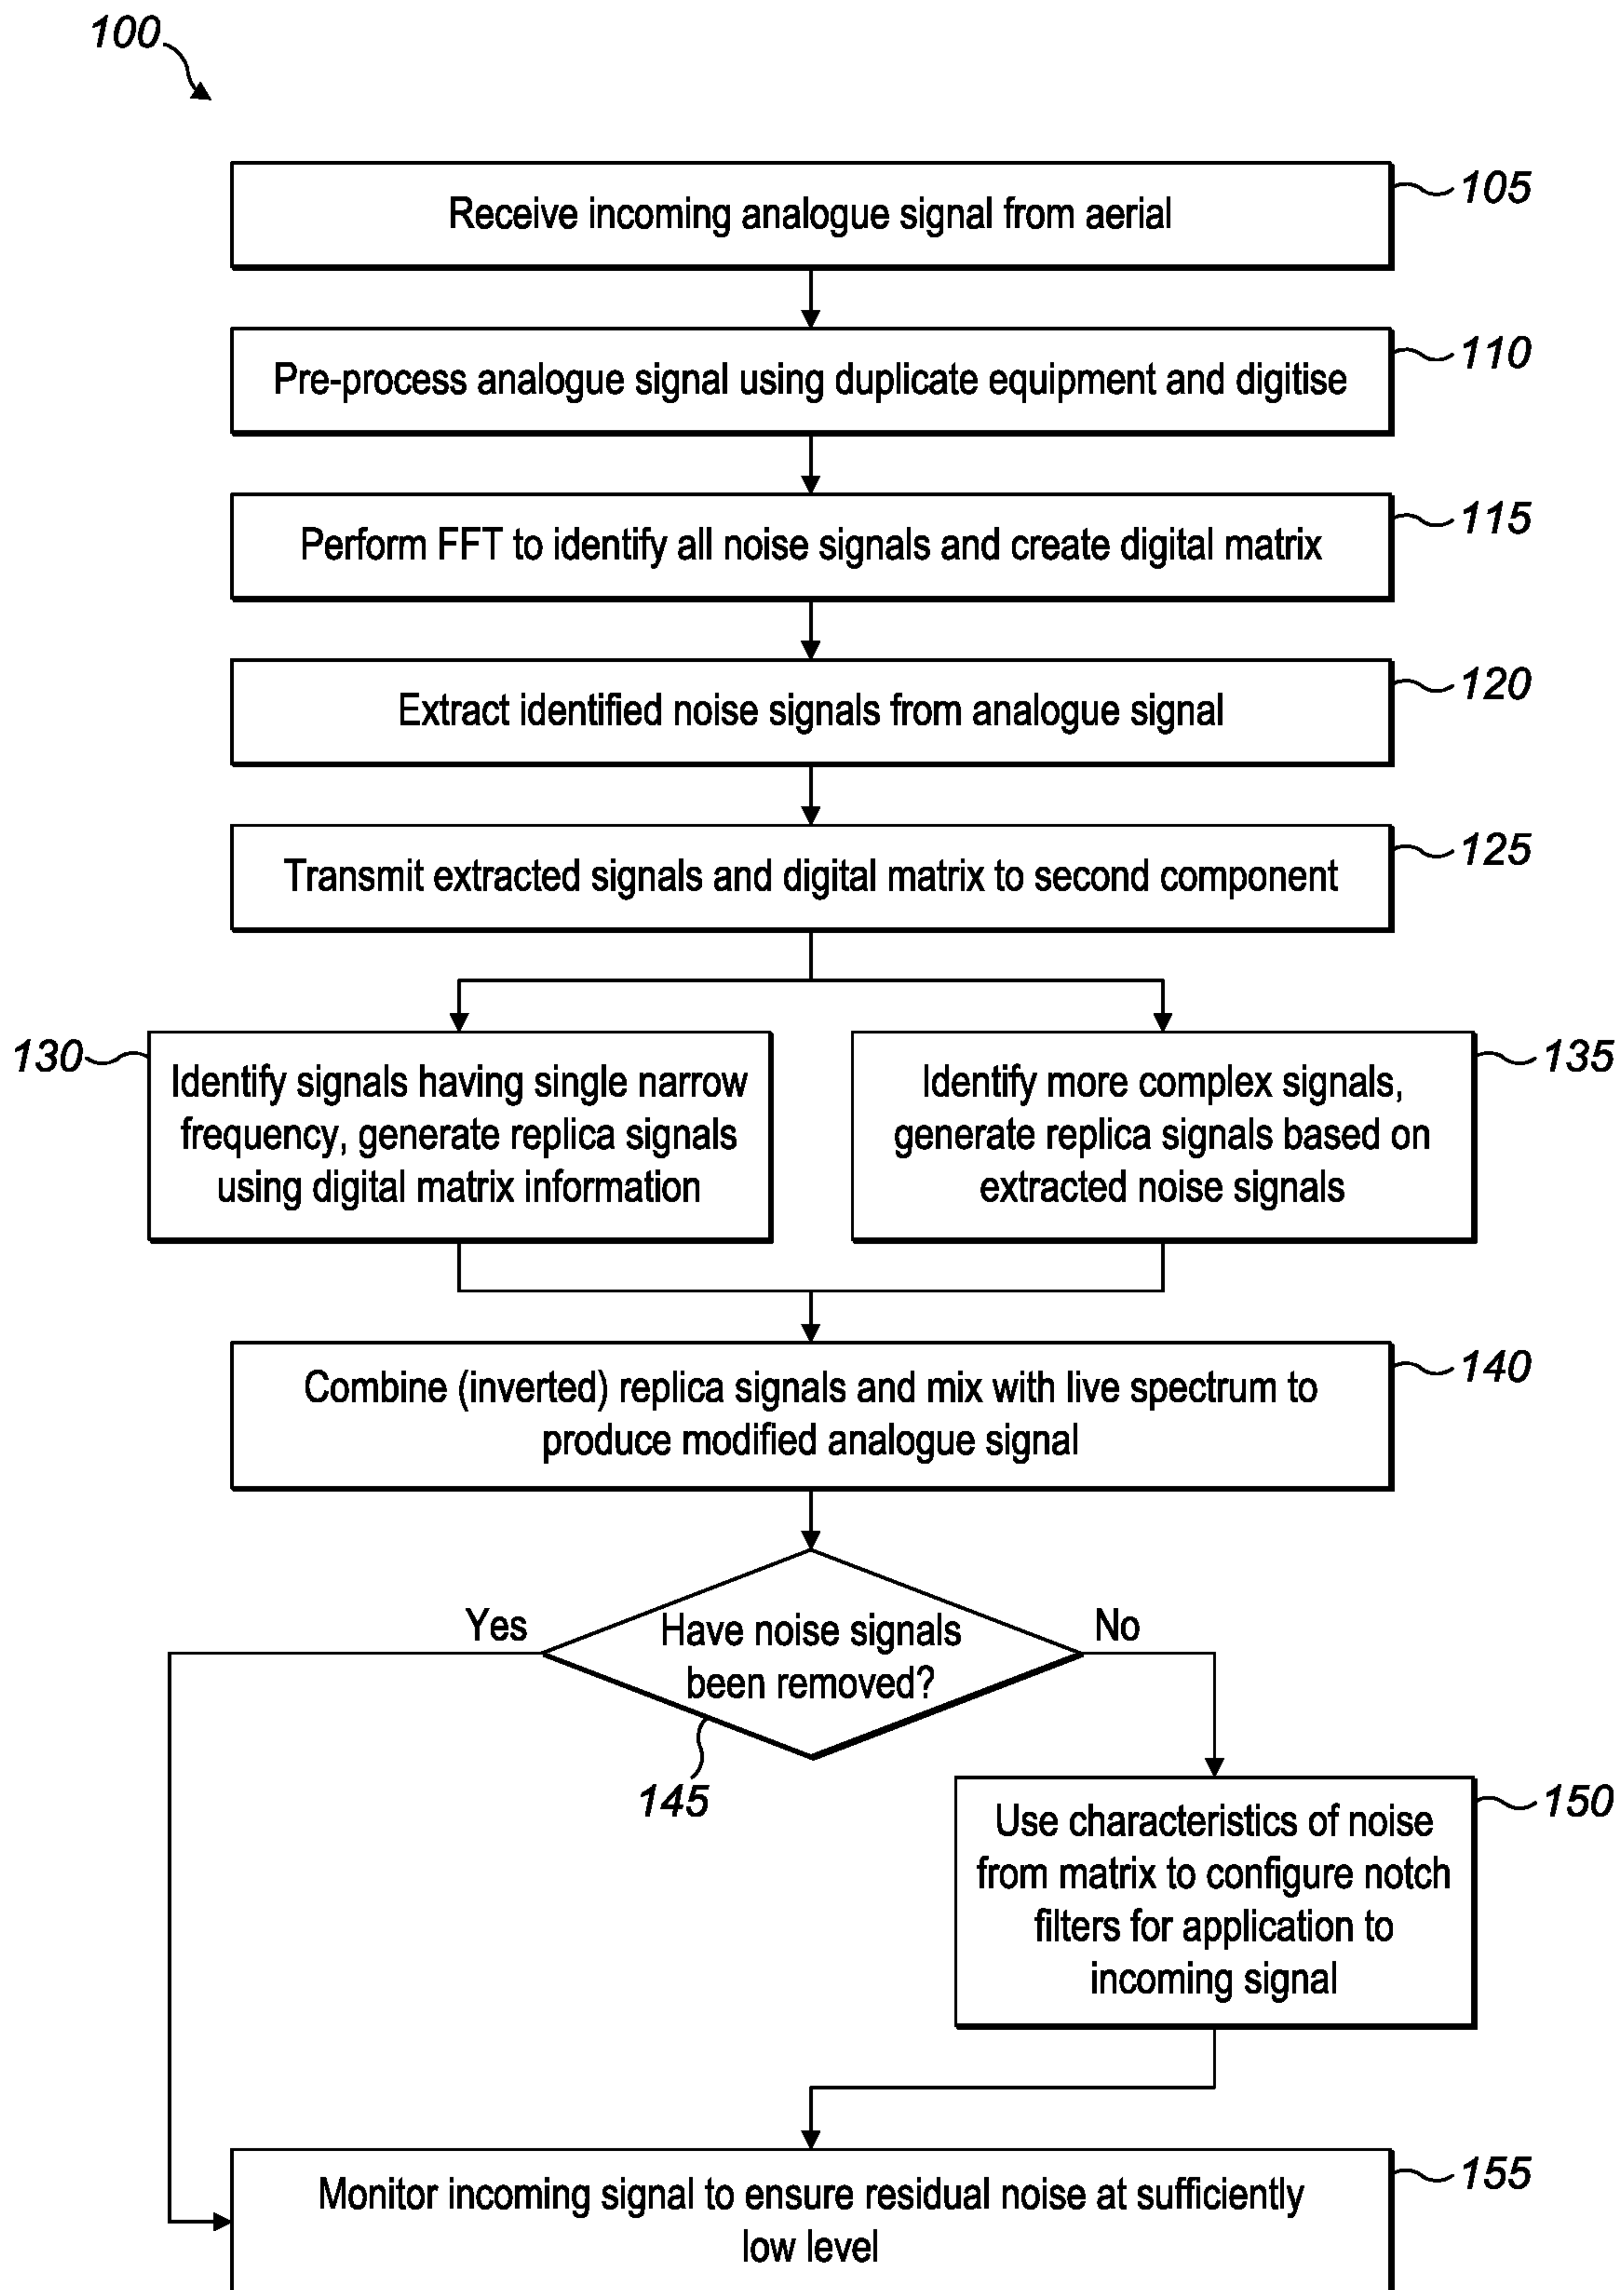 100
Receive incoming analogue signal from aerial
105
Pre-process analogue signal using duplicate equipment and digitise
110
Perform FFT to identify all noise signals and create digital matrix
115
Extract identified noise signals from analogue signal
120
Transmit extracted signals and digital matrix to second component
125
130
Identify signals having single narrow
frequency, generate replica signals
using digital matrix information
Identify more complex signals,
generate replica signals based on
extracted noise signals
135
Combine (inverted) replica signals and mix with live spectrum to
produce modified analogue signal
140
Yes
Have noise signals
been removed?
No
145
Use characteristics of noise
from matrix to configure notch
filters for application to
incoming signal
150
Monitor incoming signal to ensure residual noise at sufficiently
low level
155